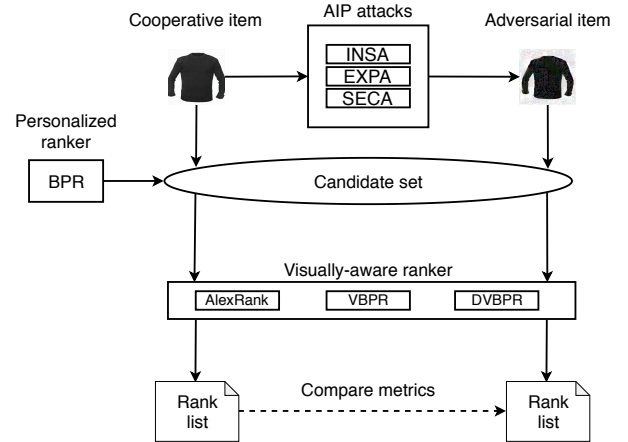 Cooperative item
AIP attacks
Adversarial item
INSA
EXPA
SECA
Personalized
ranker
BPR
Candidate set
Visually-aware ranker
AlexRank
VBPR
DVBPR
Rank
list
Compare metrics
Rank
list